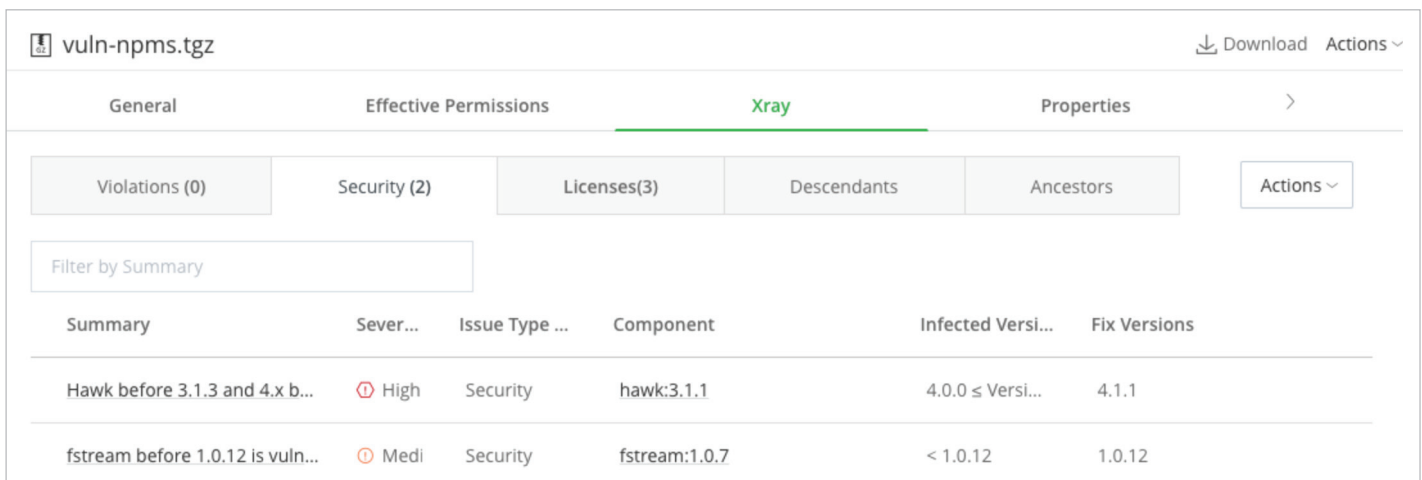 vuln-npms.tgz Download Actions
General Effective Permissions Xray Properties
Violations (0) Security (2) Licenses(3) Descendants Ancestors Actions
Filter by Summary
Summary Sever... Issue Type ... Component Infected Versi... Fix Versions
Hawk before 3.1.3 and 4.x b... High Security hawk:3.1.1 4.0.0 ≤ Versi... 4.1.1
fstream before 1.0.12 is vuln... Medi Security fstream:1.0.7 < 1.0.12 1.0.12